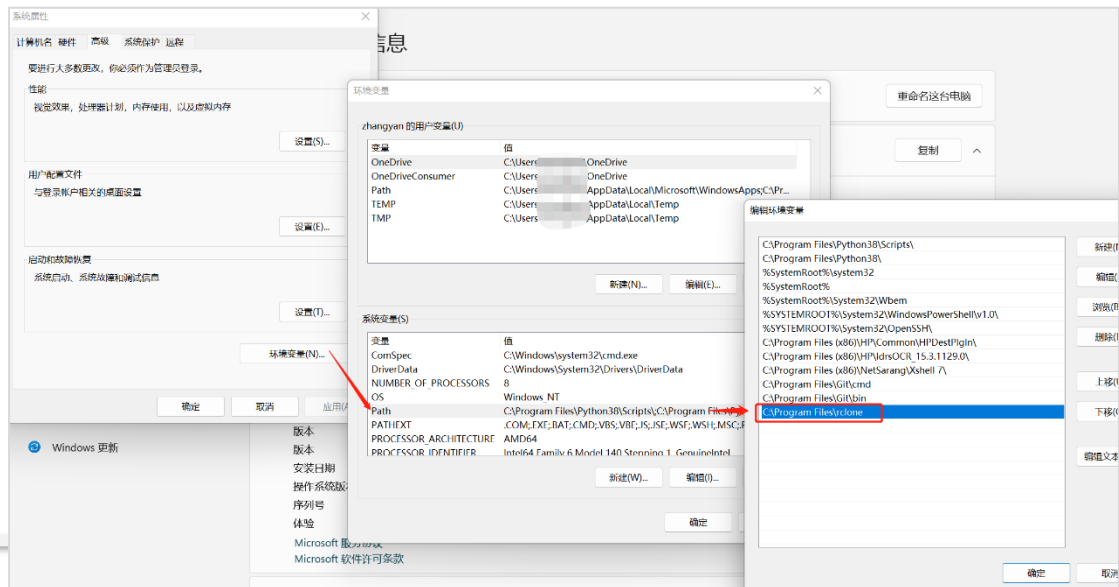 系统属性
计算机名 硬件 高级 系统保护 远程
要进行大多数更改，你必须作为管理员登录。
性能
视觉效果，处理器计划，内存使用，以及虚拟内存
设置(S)...
用户配置文件
与登录帐户相关的桌面设置
设置(E)...
启动和故障恢复
系统启动、系统故障和调试信息
设置(T)...
环境变量(N)...
确定 取消 应用(A
信息
重命名这台电脑
复制
Windows 更新
版本
版本
安装日期
操作系统版本
序列号
体验
Microsoft 服务协议
Microsoft 软件许可条款
环境变量
zhangyan 的用户变量(U)
变量 值
OneDrive C:\Users OneDrive
OneDriveConsumer C:\Users OneDrive
Path C:\Users AppData\Local\Microsoft\WindowsApps;C:\Pr...
TEMP C:\Users AppData\Local\Temp
TMP C:\Users AppData\Local\Temp
新建(N)... 编辑(E)...
系统变量(S)
变量 值
ComSpec C:\Windows\system32\cmd.exe
DriverData C:\Windows\System32\Drivers\DriverData
NUMBER_OF_PROCESSORS 8
OS Windows_NT
Path C:\Program Files\Python38\Scripts\;C:\Program Files\Py
PATHEXT .COM;.EXE;.BAT;.CMD;.VBS;.VBE;.JS;.JSE;.WSF;.WSH;.MSC;.P
PROCESSOR_ARCHITECTURE AMD64
PROCESSOR_IDENTIFIER Intel64 Family 6 Model 140 Stepping 1, GenuineIntel
新建(W)... 编辑(I)...
确定
编辑环境变量
C:\Program Files\Python38\Scripts\
C:\Program Files\Python38\
%SystemRoot%\system32
%SystemRoot%
%SystemRoot%\System32\Wbem
%SYSTEMROOT%\System32\WindowsPowerShell\v1.0\
%SYSTEMROOT%\System32\OpenSSH\
C:\Program Files (x86)\HP\Common\HPDestPlgIn\
C:\Program Files (x86)\HP\IdrsOCR_15.3.1129.0\
C:\Program Files (x86)\NetSarang\Xshell 7\
C:\Program Files\Git\cmd
C:\Program Files\Git\bin
C:\Program Files\rclone
新建(N
编辑(
浏览(B
删除(
上移(
下移(
编辑文本
确定 取消